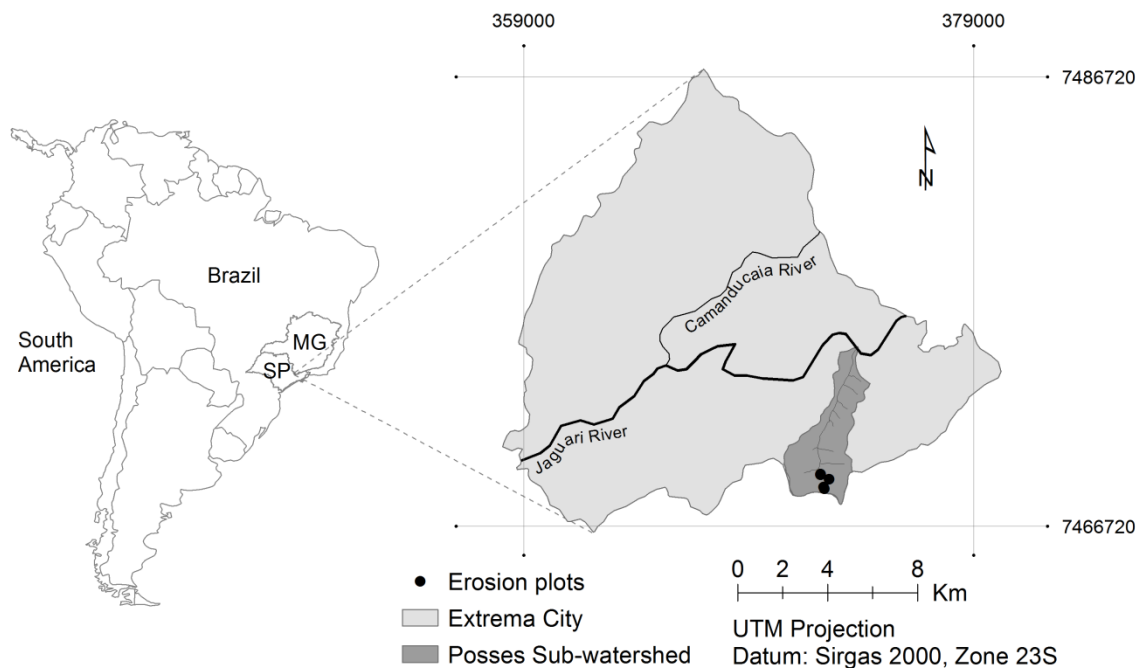 359000
379000
7486720
N
Brazil
Camanducaia River
MG
South
America
SP
Jaguari River
7466720
Erosion plots
0 2 4 8
Km
Extrema City
UTM Projection
Posses Sub-watershed
Datum: Sirgas 2000, Zone 23S